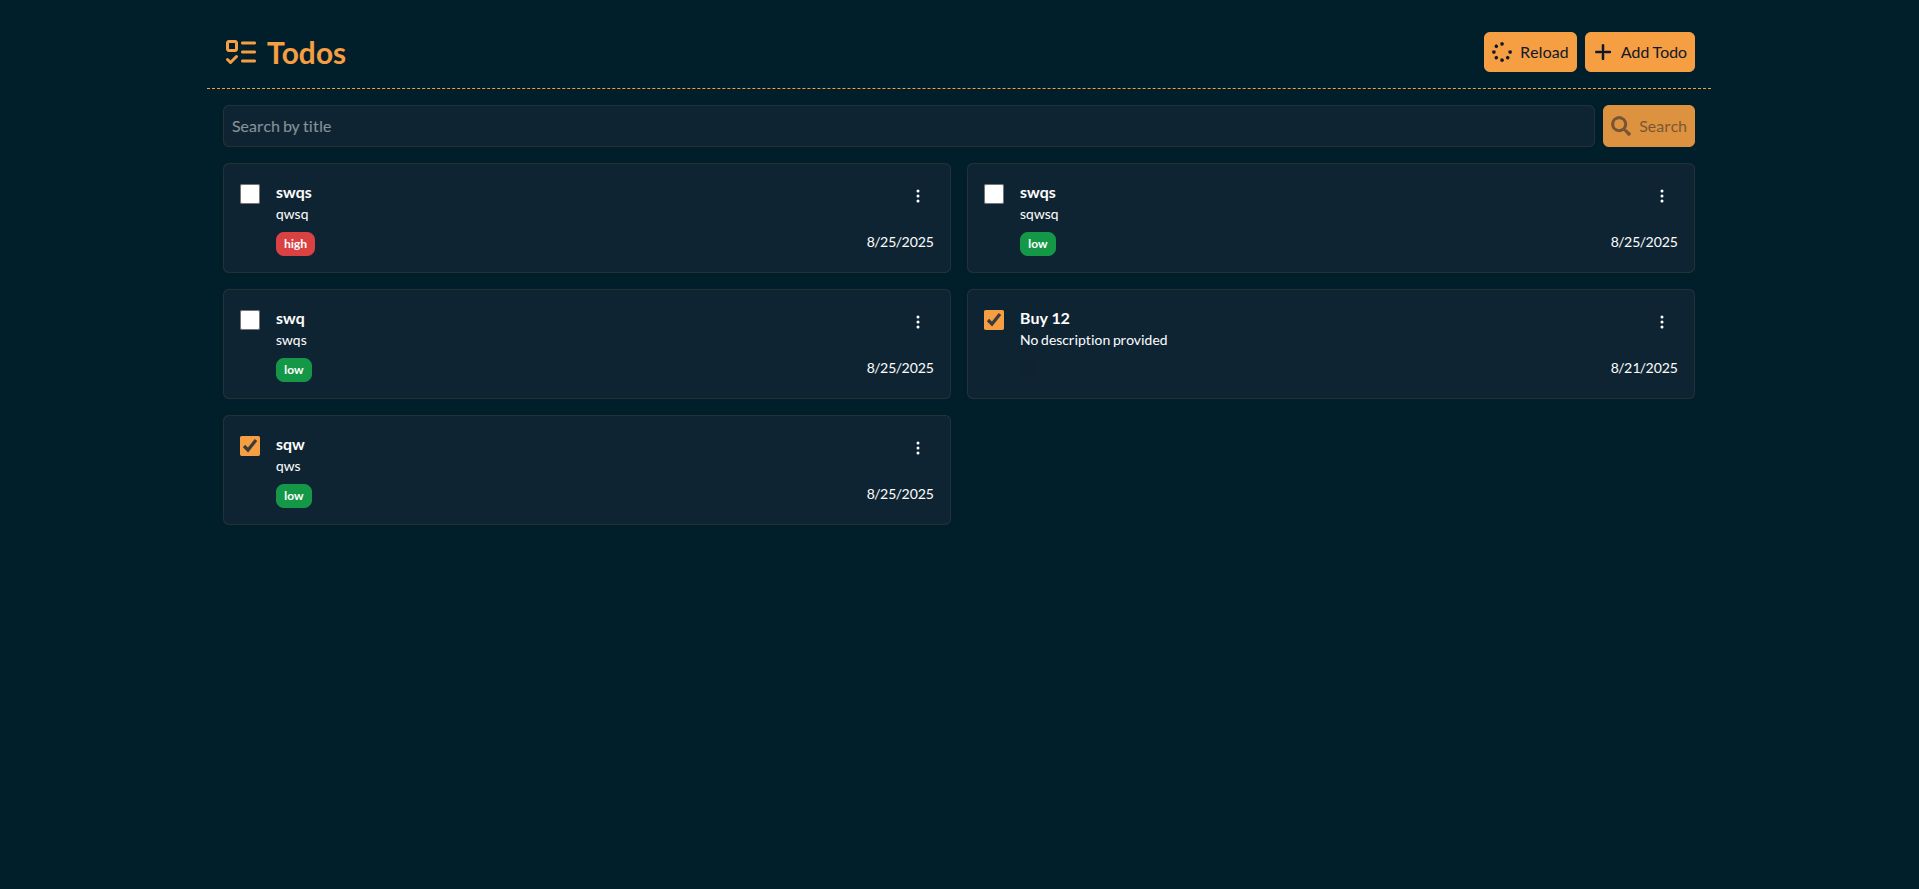 Todos
Reload
Add Todo
Search by title
Search
swqs
qwsq
high
8/25/2025
swqs
sqwsq
low
8/25/2025
swq
swqs
low
8/25/2025
Buy 12
No description provided
8/21/2025
sqw
qws
low
8/25/2025